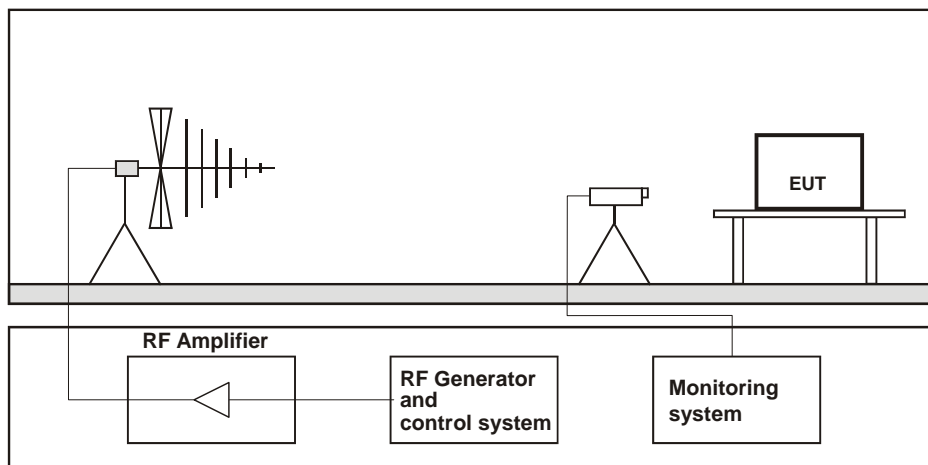 EUT
RF Amplifier
RF Generator
and
control system
Monitoring
system